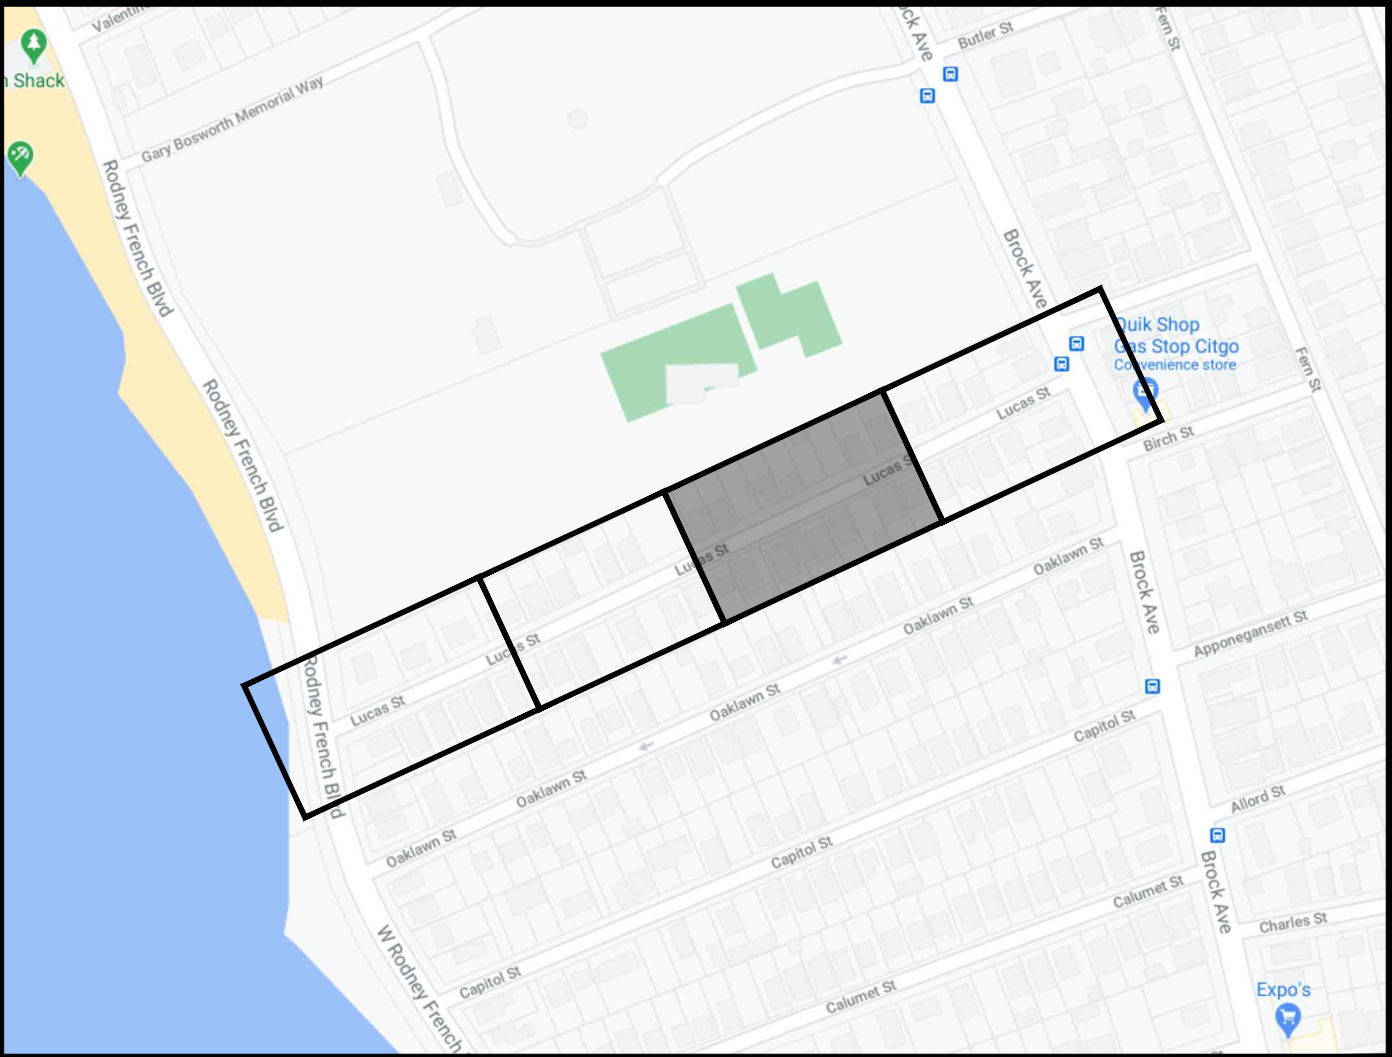 Butler St
Fern St
n Shack
Gary Bosworth Memorial Way
Rodney French Blvd
Brock Ave
Quik Shop
Gas Stop Citgo
Convenience store
Fern St
Rodney French Blvd
Lucas St
Birch St
Lucas St
Lucas St
Oaklawn St
Brock Ave
Oaklawn St
Apponegansett St
Lucas St
Rodney French Blvd
Lucas St
Oaklawn St
Capitol St
Oaklawn St
Allord St
Oaklawn St
Capitol St
Brock Ave
Calumet St
Charles St
W Rodney French
Capitol St
Calumet St
Expo's